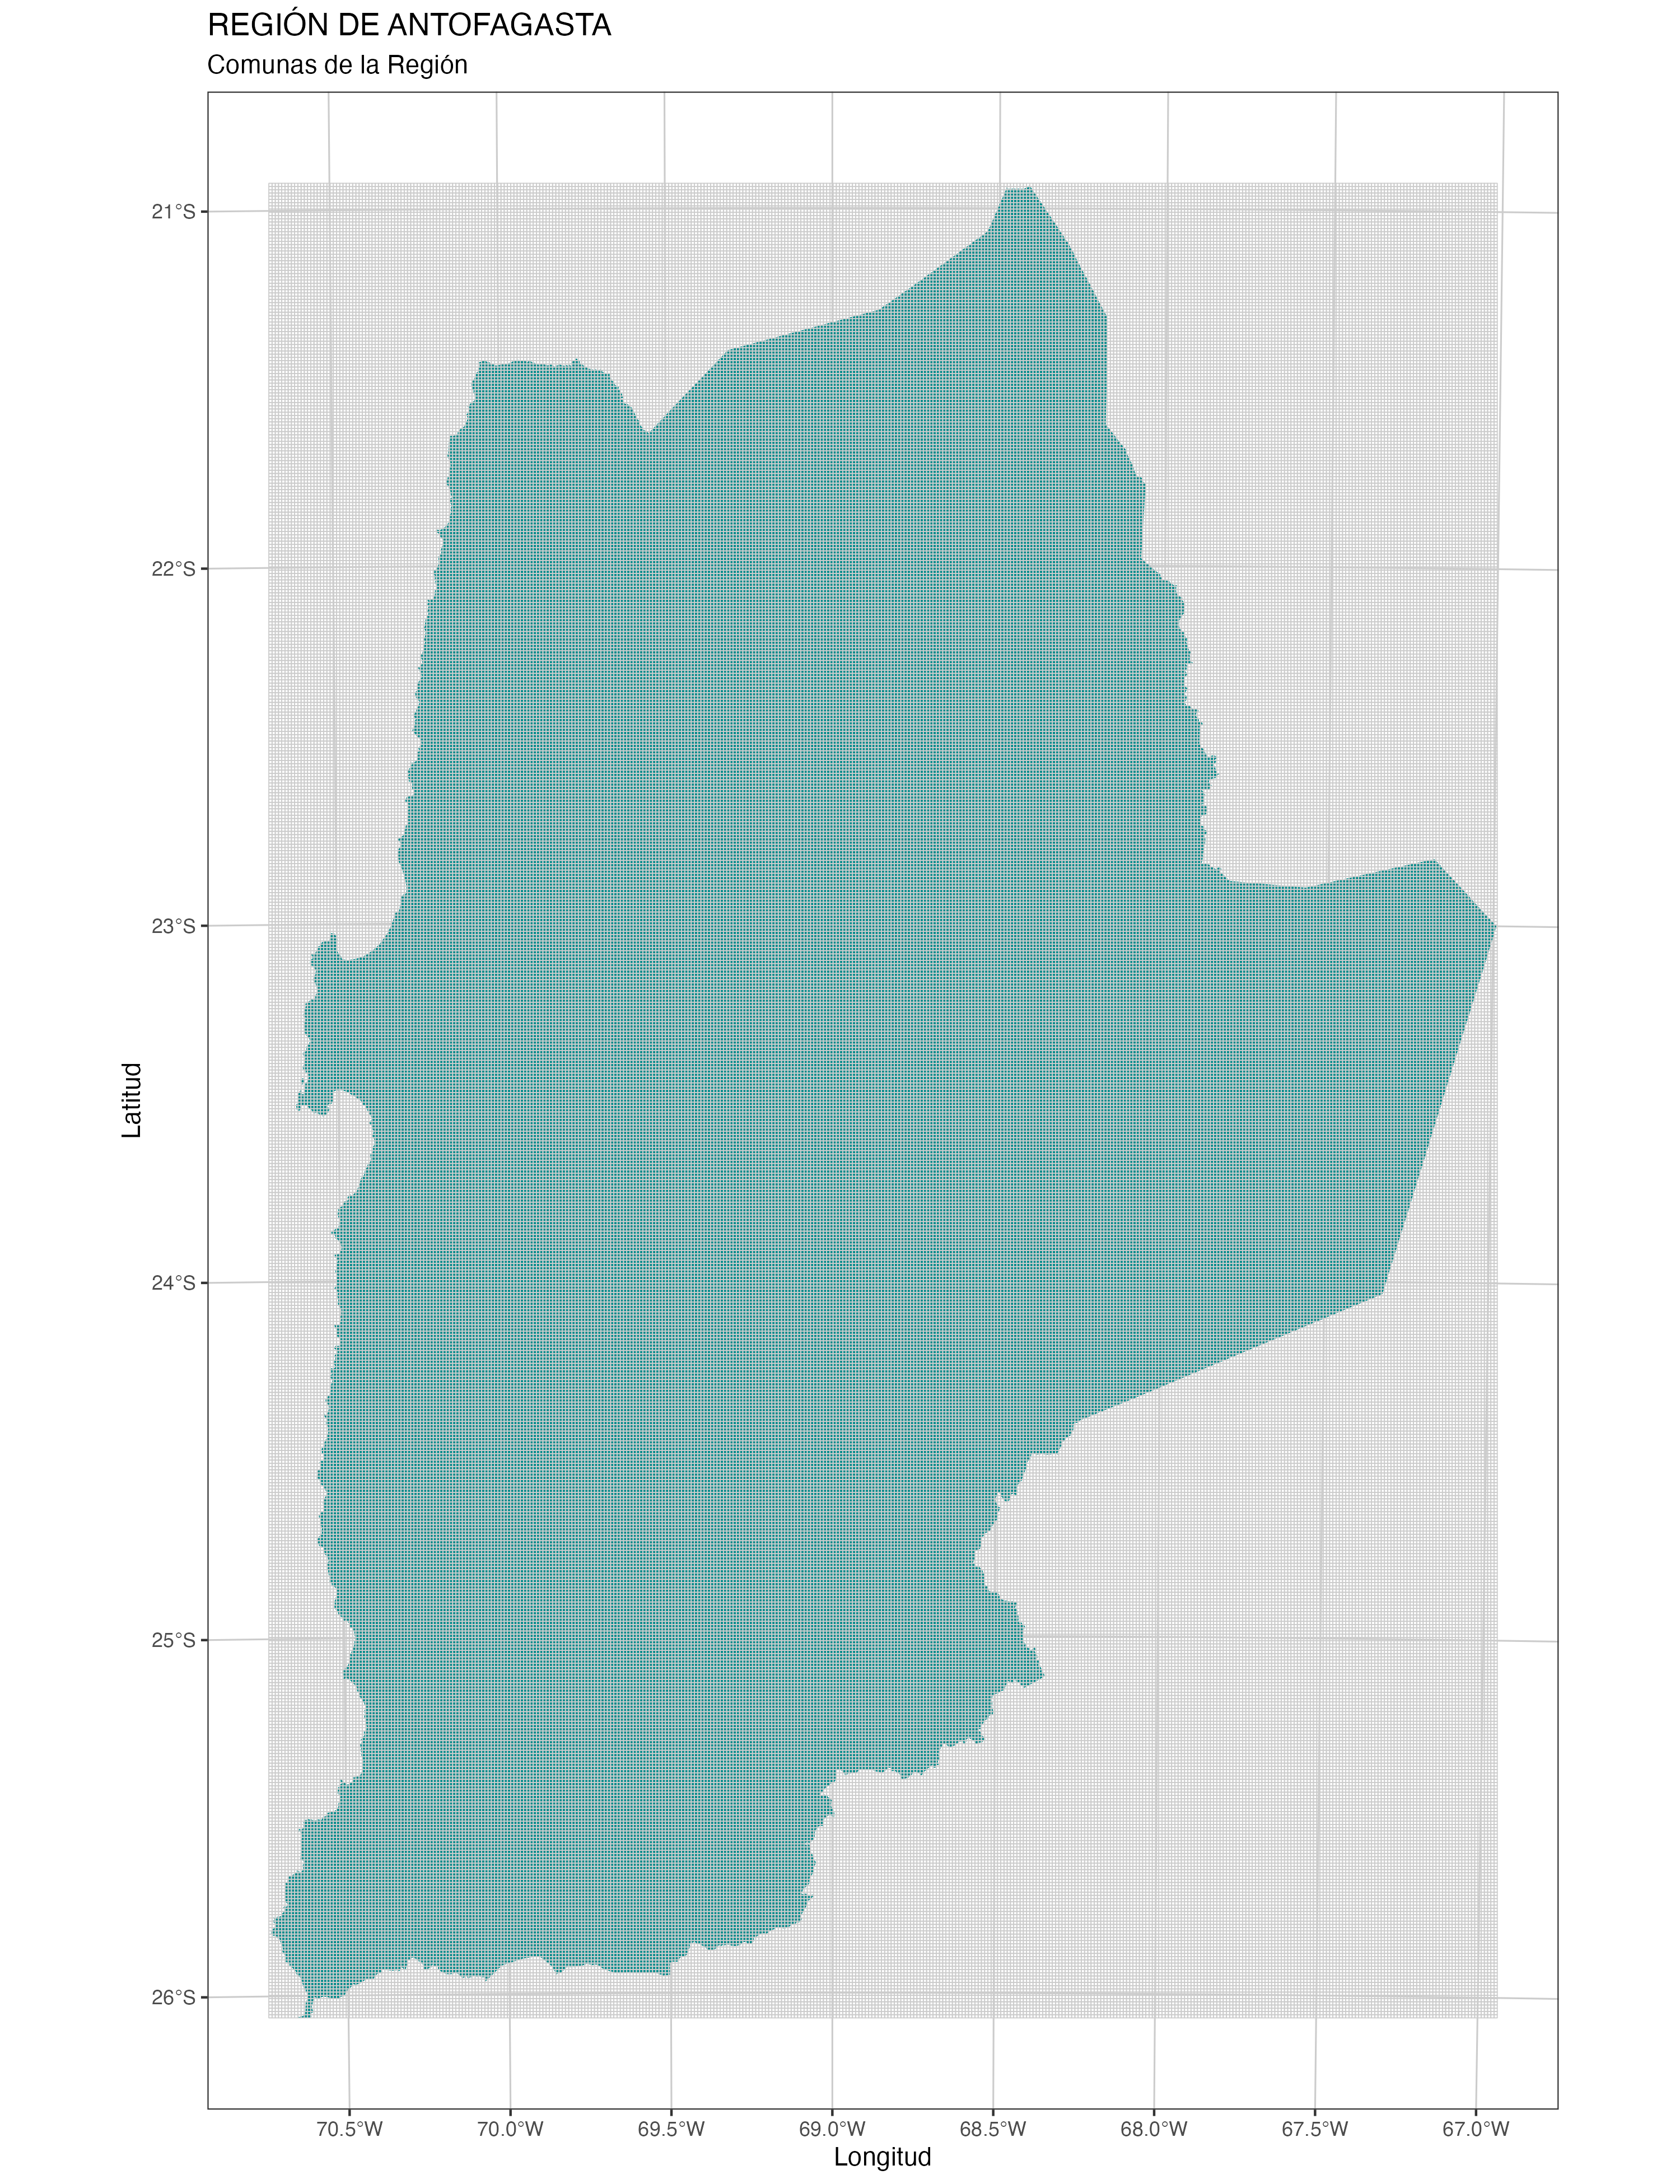 REGIÓN DE ANTOFAGASTA
Comunas de la Región
21°S
22°S
23°S
24°S
25°S
26°S
Latitud
70.5°W 70.0°W 69.5°W 69.0°W 68.5°W 68.0°W 67.5°W 67.0°W
Longitud